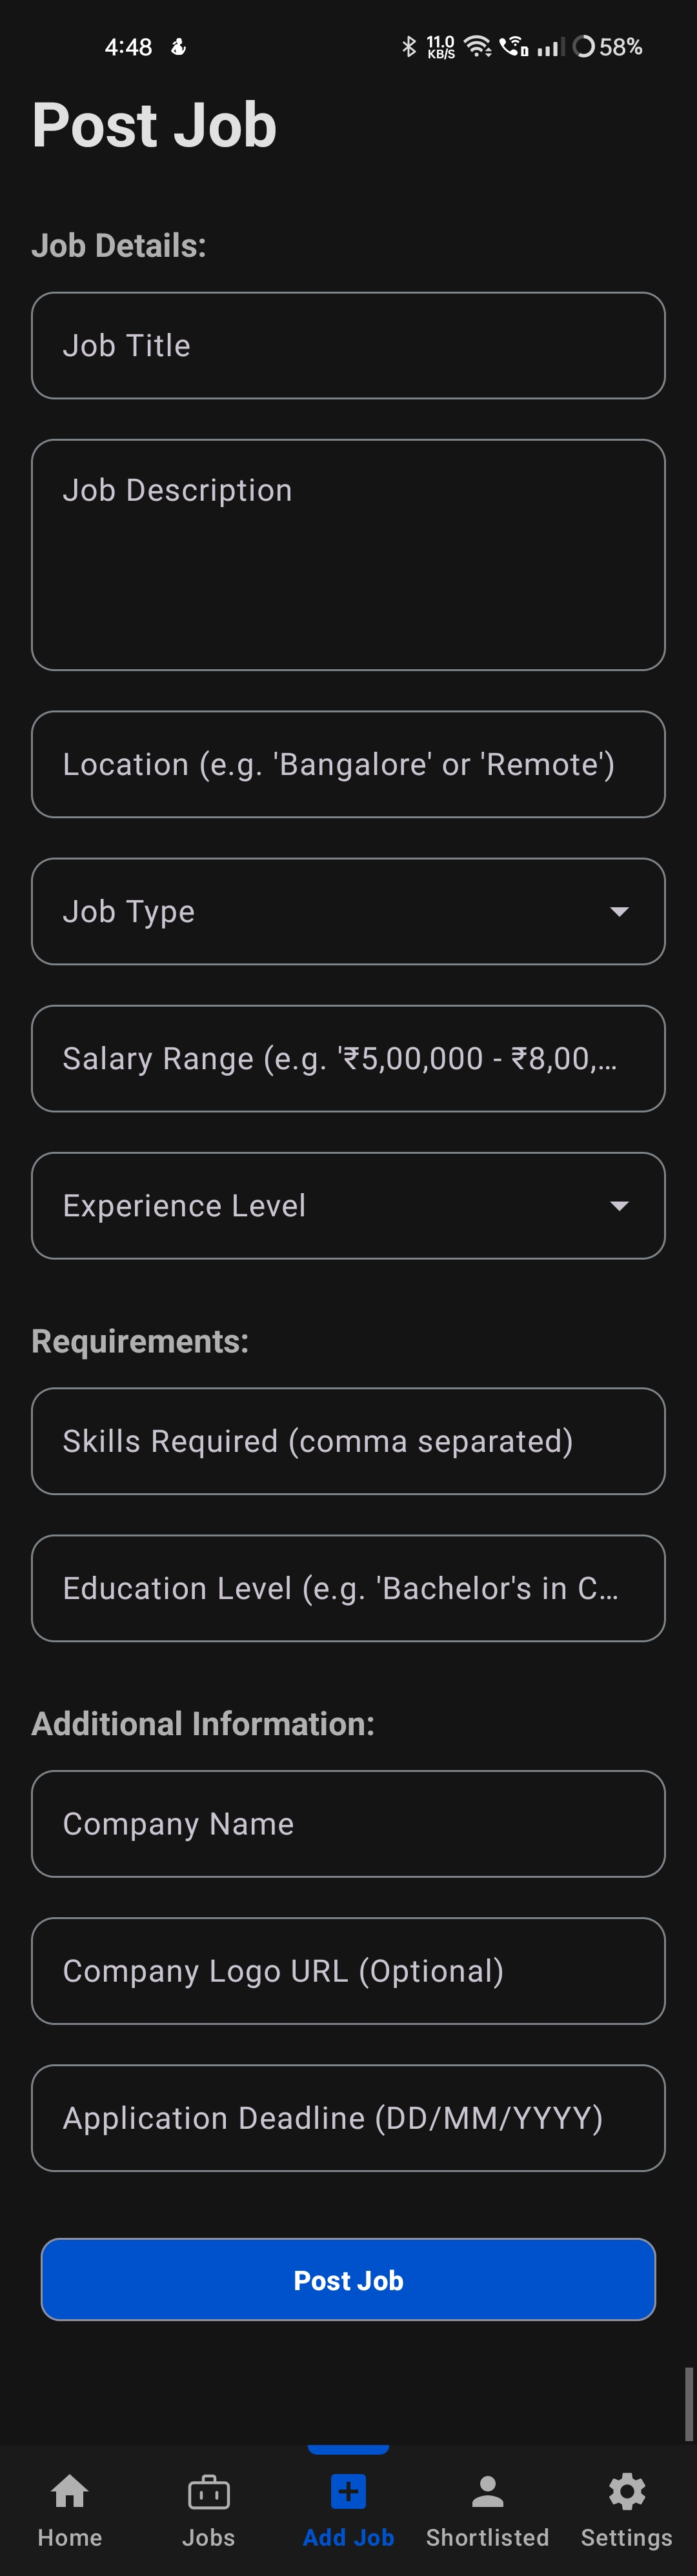 4:48
11.0
KB/S
58%
Post Job
Job Details:
Job Title
Job Description
Location (e.g. 'Bangalore' or 'Remote')
Job Type
Salary Range (e.g. '₹5,00,000 - ₹8,00,...
Experience Level
Requirements:
Skills Required (comma separated)
Education Level (e.g. 'Bachelor's in C...
Additional Information:
Company Name
Company Logo URL (Optional)
Application Deadline (DD/MM/YYYY)
Post Job
Home Jobs Add Job Shortlisted Settings